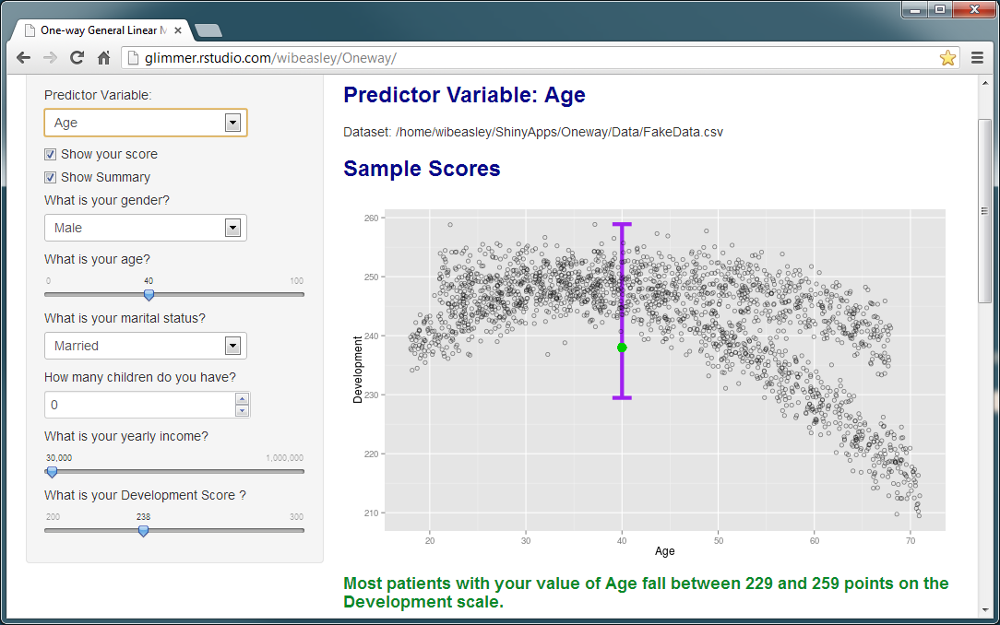 One-way General Linear M
glimmer.rstudio.com/wibeasley/Oneway/
Predictor Variable:
Age
Show your score
Show Summary
What is your gender?
Male
What is your age?
0 40 100
What is your marital status?
Married
How many children do you have?
0
What is your yearly income?
30,000 1,000,000
What is your Development Score ?
200 238 300
Predictor Variable: Age
Dataset: /home/wibeasley/ShinyApps/Oneway/Data/FakeData.csv
Sample Scores
Development
260
250
240
230
220
210
20 30 40 50 60 70
Age
Most patients with your value of Age fall between 229 and 259 points on the
Development scale.